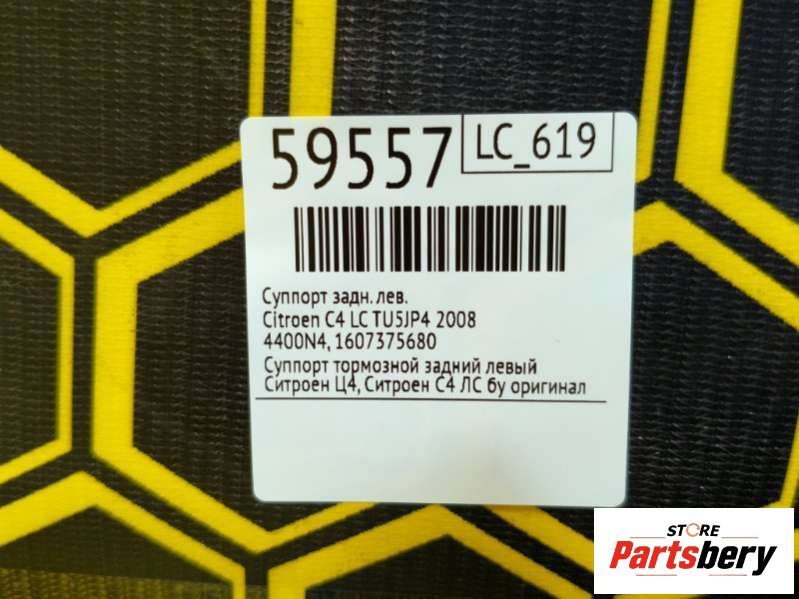 59557
LC_619
Суппорт задн. лев.
Citroen C4 LC TU5JP4 2008
4400N4, 1607375680
Суппорт тормозной задний левый
Ситроен Ц4, Ситроен С4 ЛС бу оригинал
STORE
Partsbery